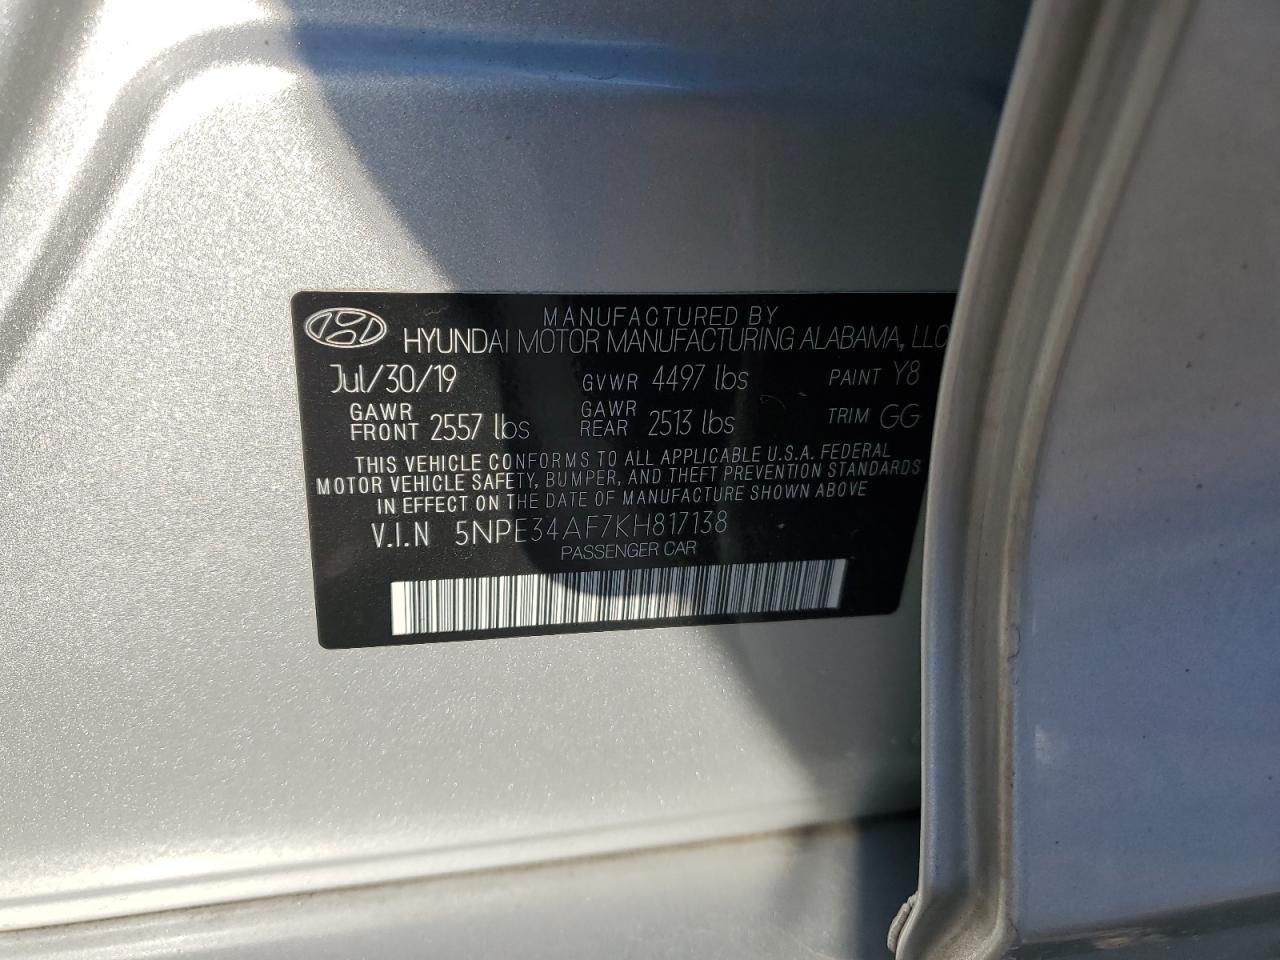 MANUFACTURED BY
HYUNDAI MOTOR MANUFACTURING ALABAMA, LLC
Jul/30/19 GVWR 4497 lbs PAINT Y8
GAWR FRONT 2557 lbs GAWR REAR 2513 lbs TRIM GG
THIS VEHICLE CONFORMS TO ALL APPLICABLE U.S.A. FEDERAL
MOTOR VEHICLE SAFETY, BUMPER, AND THEFT PREVENTION STANDARDS
IN EFFECT ON THE DATE OF MANUFACTURE SHOWN ABOVE
V.I.N 5NPE34AF7KH817138
PASSENGER CAR